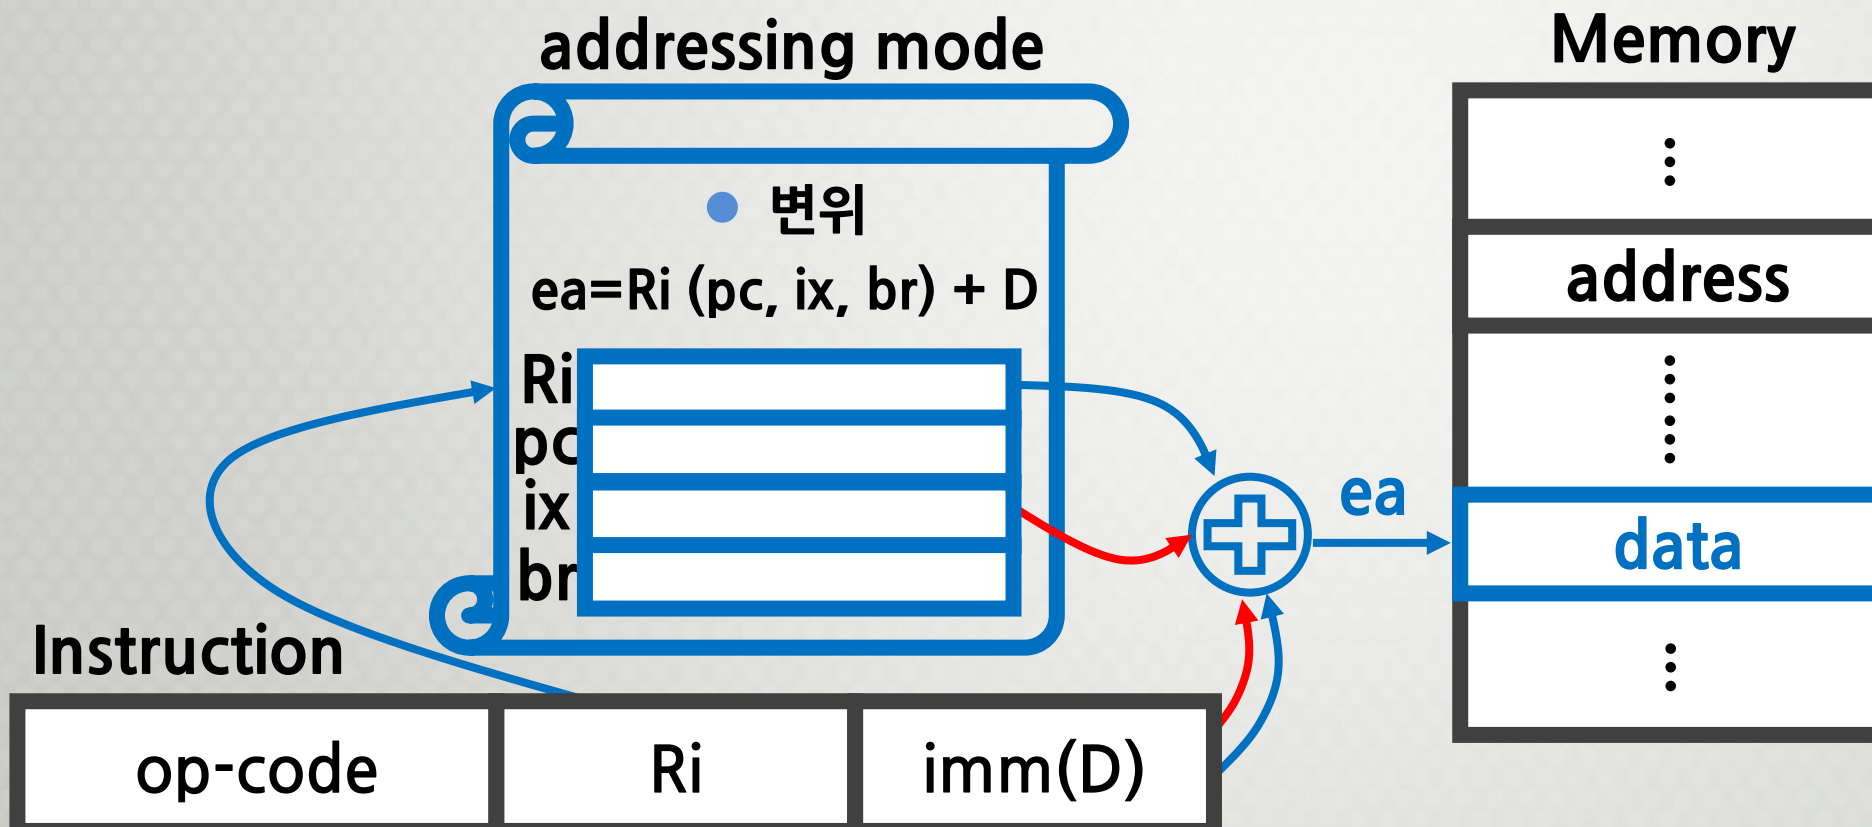 addressing mode
Memory
변위
ea=Ri (pc, ix, br) + D
address
Ri
pc
ix
br
ea
data
Instruction
op-code
Ri
imm(D)